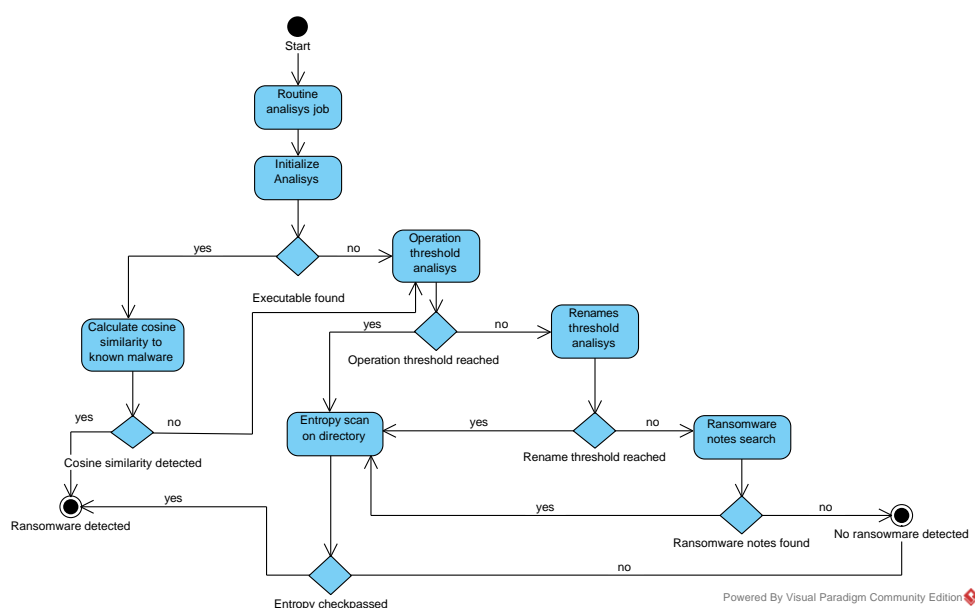 Start
Routine
analisys job
Initialize
Analisys
yes
no
Operation
threshold
analisys
Executable found
Calculate cosine
similarity to
known malware
yes
no
Operation threshold reached
Renames
threshold
analisys
yes
no
Cosine similarity detected
Entropy scan
on directory
yes
no
Rename threshold reached
Ransomware
notes search
yes
Ransomware detected
yes
no
Ransomware notes found
No ransowmare detected
no
Entropy checkpassed
Powered By Visual Paradigm Community Edition